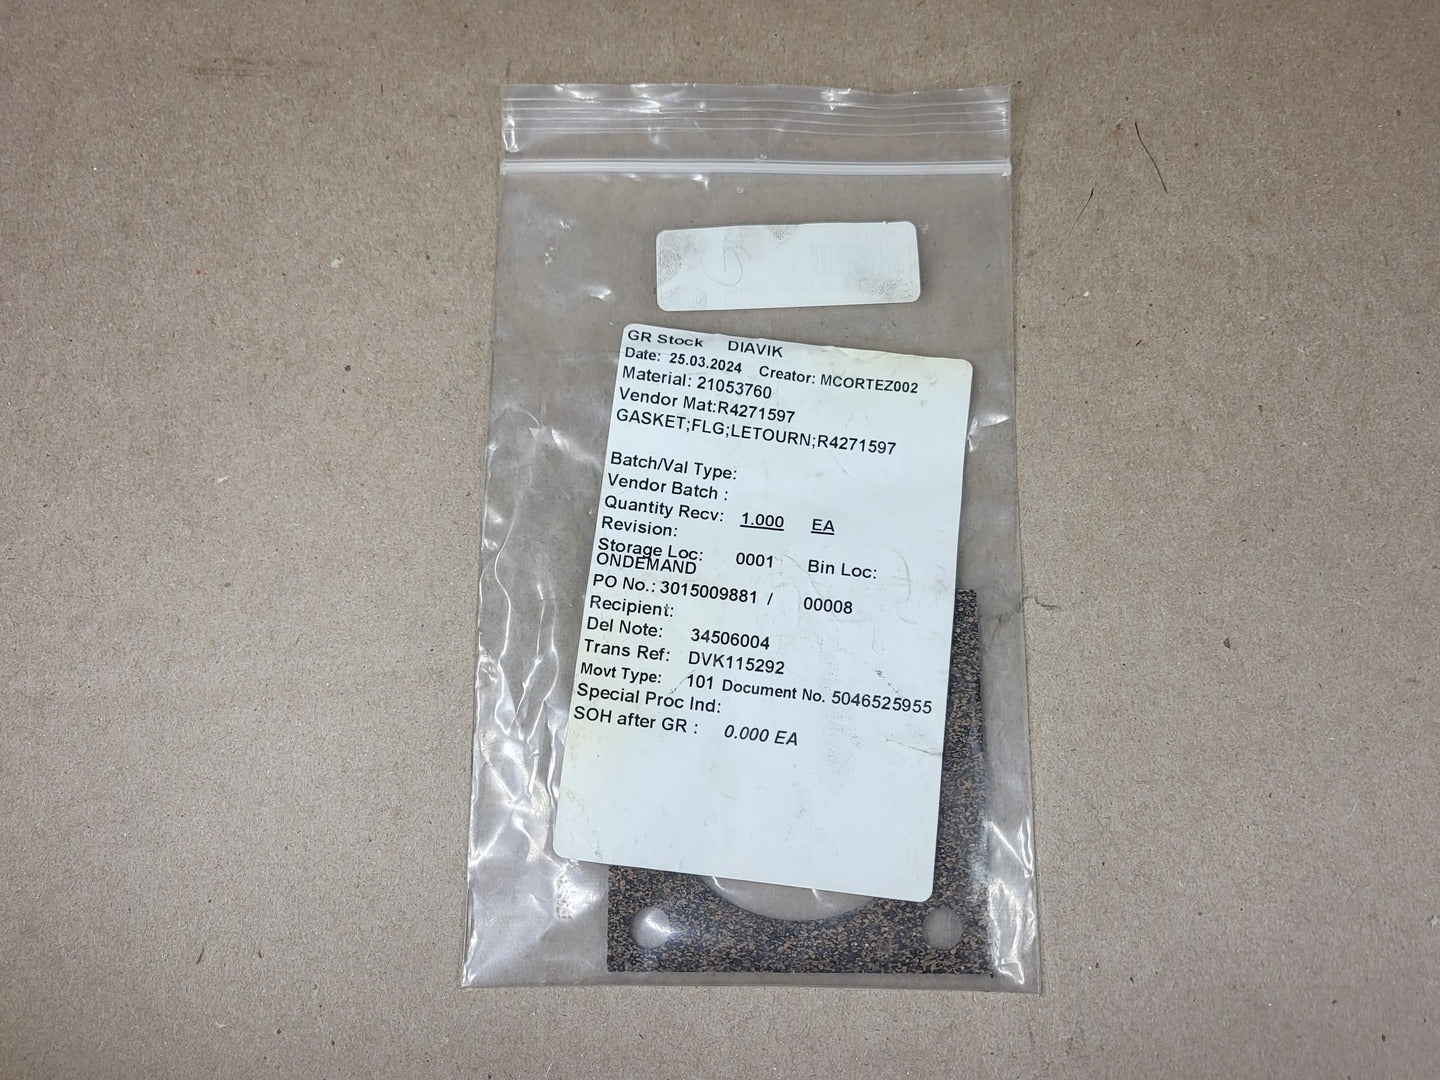 GR Stock DIAVIK
Date: 25.03.2024 Creator: MCORTEZ002
Material: 21053760
Vendor Mat:R4271597
GASKET;FLG;LETOURN;R4271597
Batch/Val Type:
Vendor Batch :
Quantity Recv: 1.000 EA
Revision:
Storage Loc: 0001 Bin Loc:
ONDEMAND
PO No.: 3015009881 / 00008
Recipient:
Del Note: 34506004
Trans Ref: DVK115292
Movt Type: 101 Document No. 5046525955
Special Proc Ind:
SOH after GR : 0.000 EA